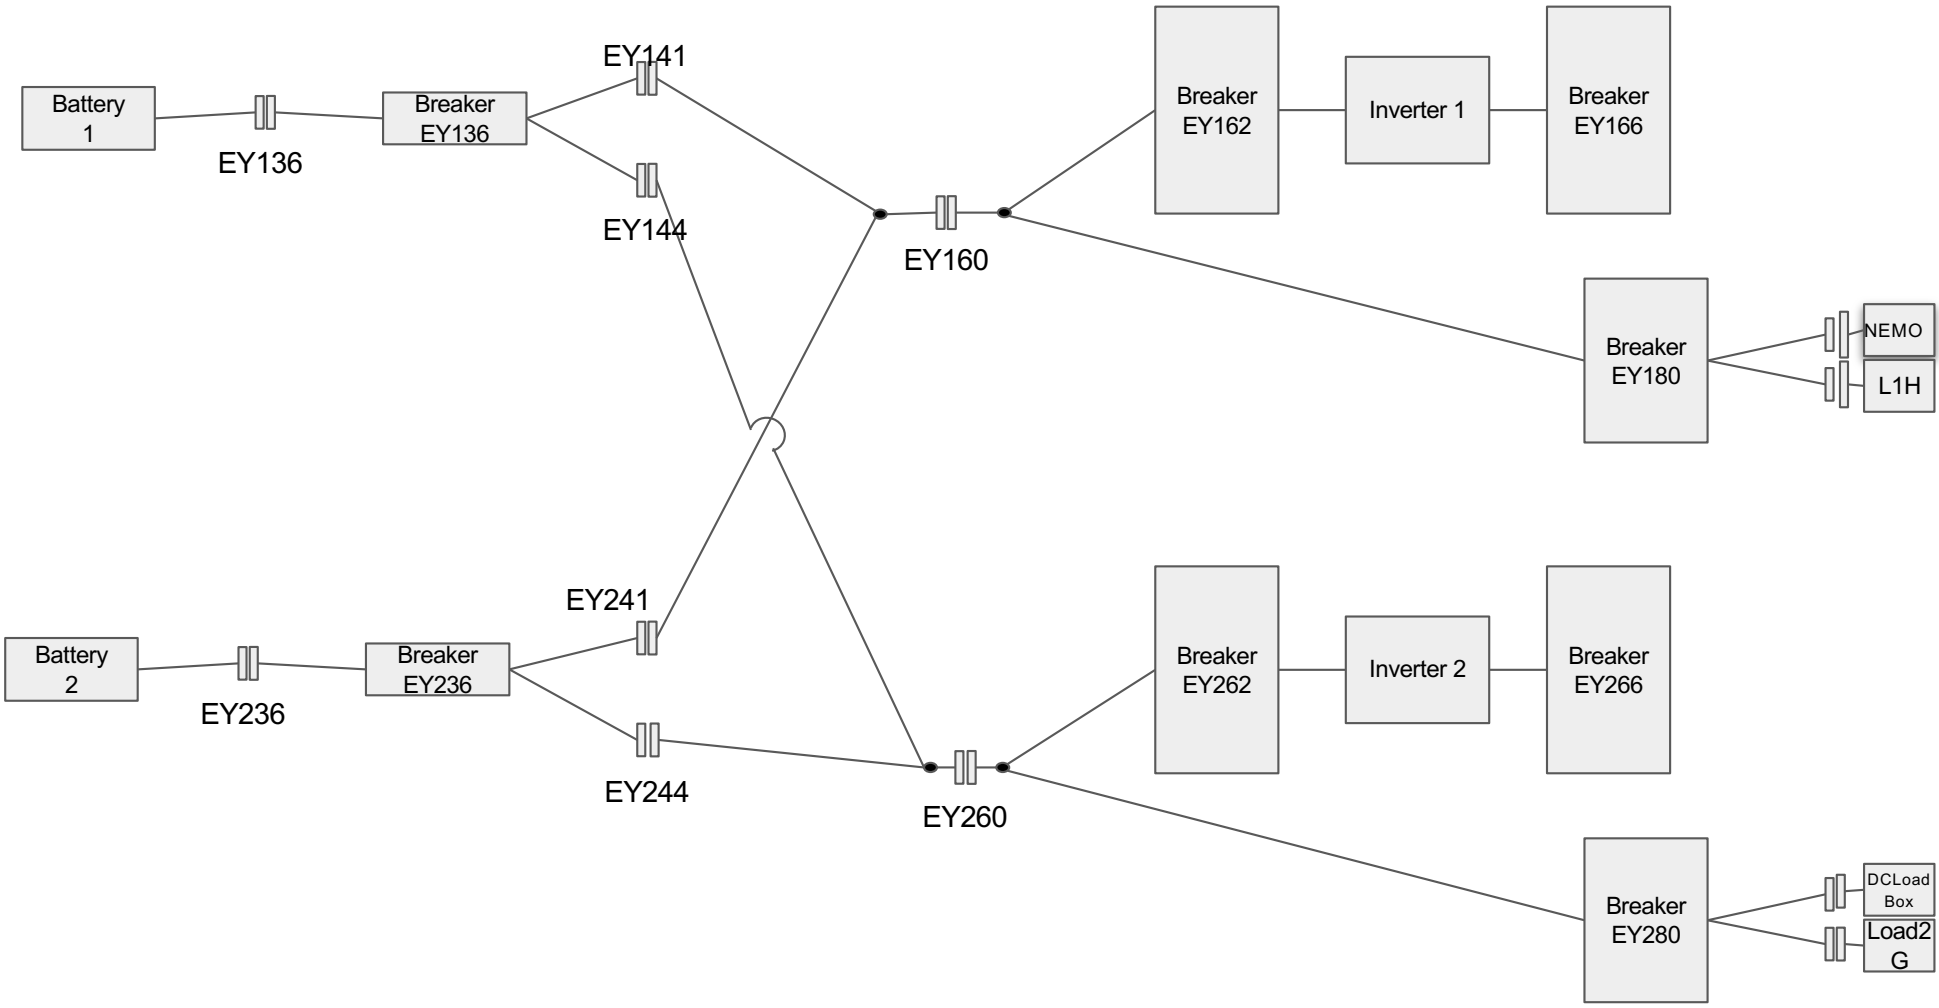 EY141
Battery
1
Breaker
EY136
EY136
EY144
Breaker
EY162
Inverter 1
Breaker
EY166
EY160
Breaker
EY180
NEMO
L1H
EY241
Battery
2
Breaker
EY236
EY236
EY244
Breaker
EY262
Inverter 2
Breaker
EY266
EY260
Breaker
EY280
DCLoad
Box
Load2
G